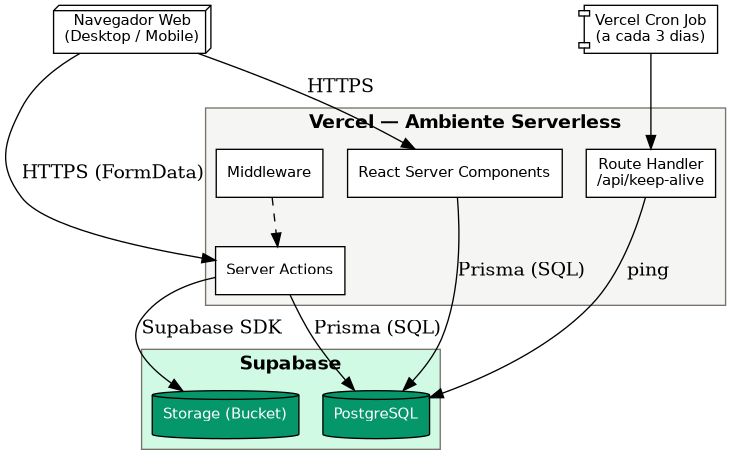 Navegador Web
(Desktop / Mobile)
Vercel Cron Job
(a cada 3 dias)
HTTPS
Vercel — Ambiente Serverless
HTTPS (FormData)
Middleware
React Server Components
Route Handler
/api/keep-alive
Server Actions
Prisma (SQL)
ping
Supabase SDK
Prisma (SQL)
Supabase
Storage (Bucket)
PostgreSQL